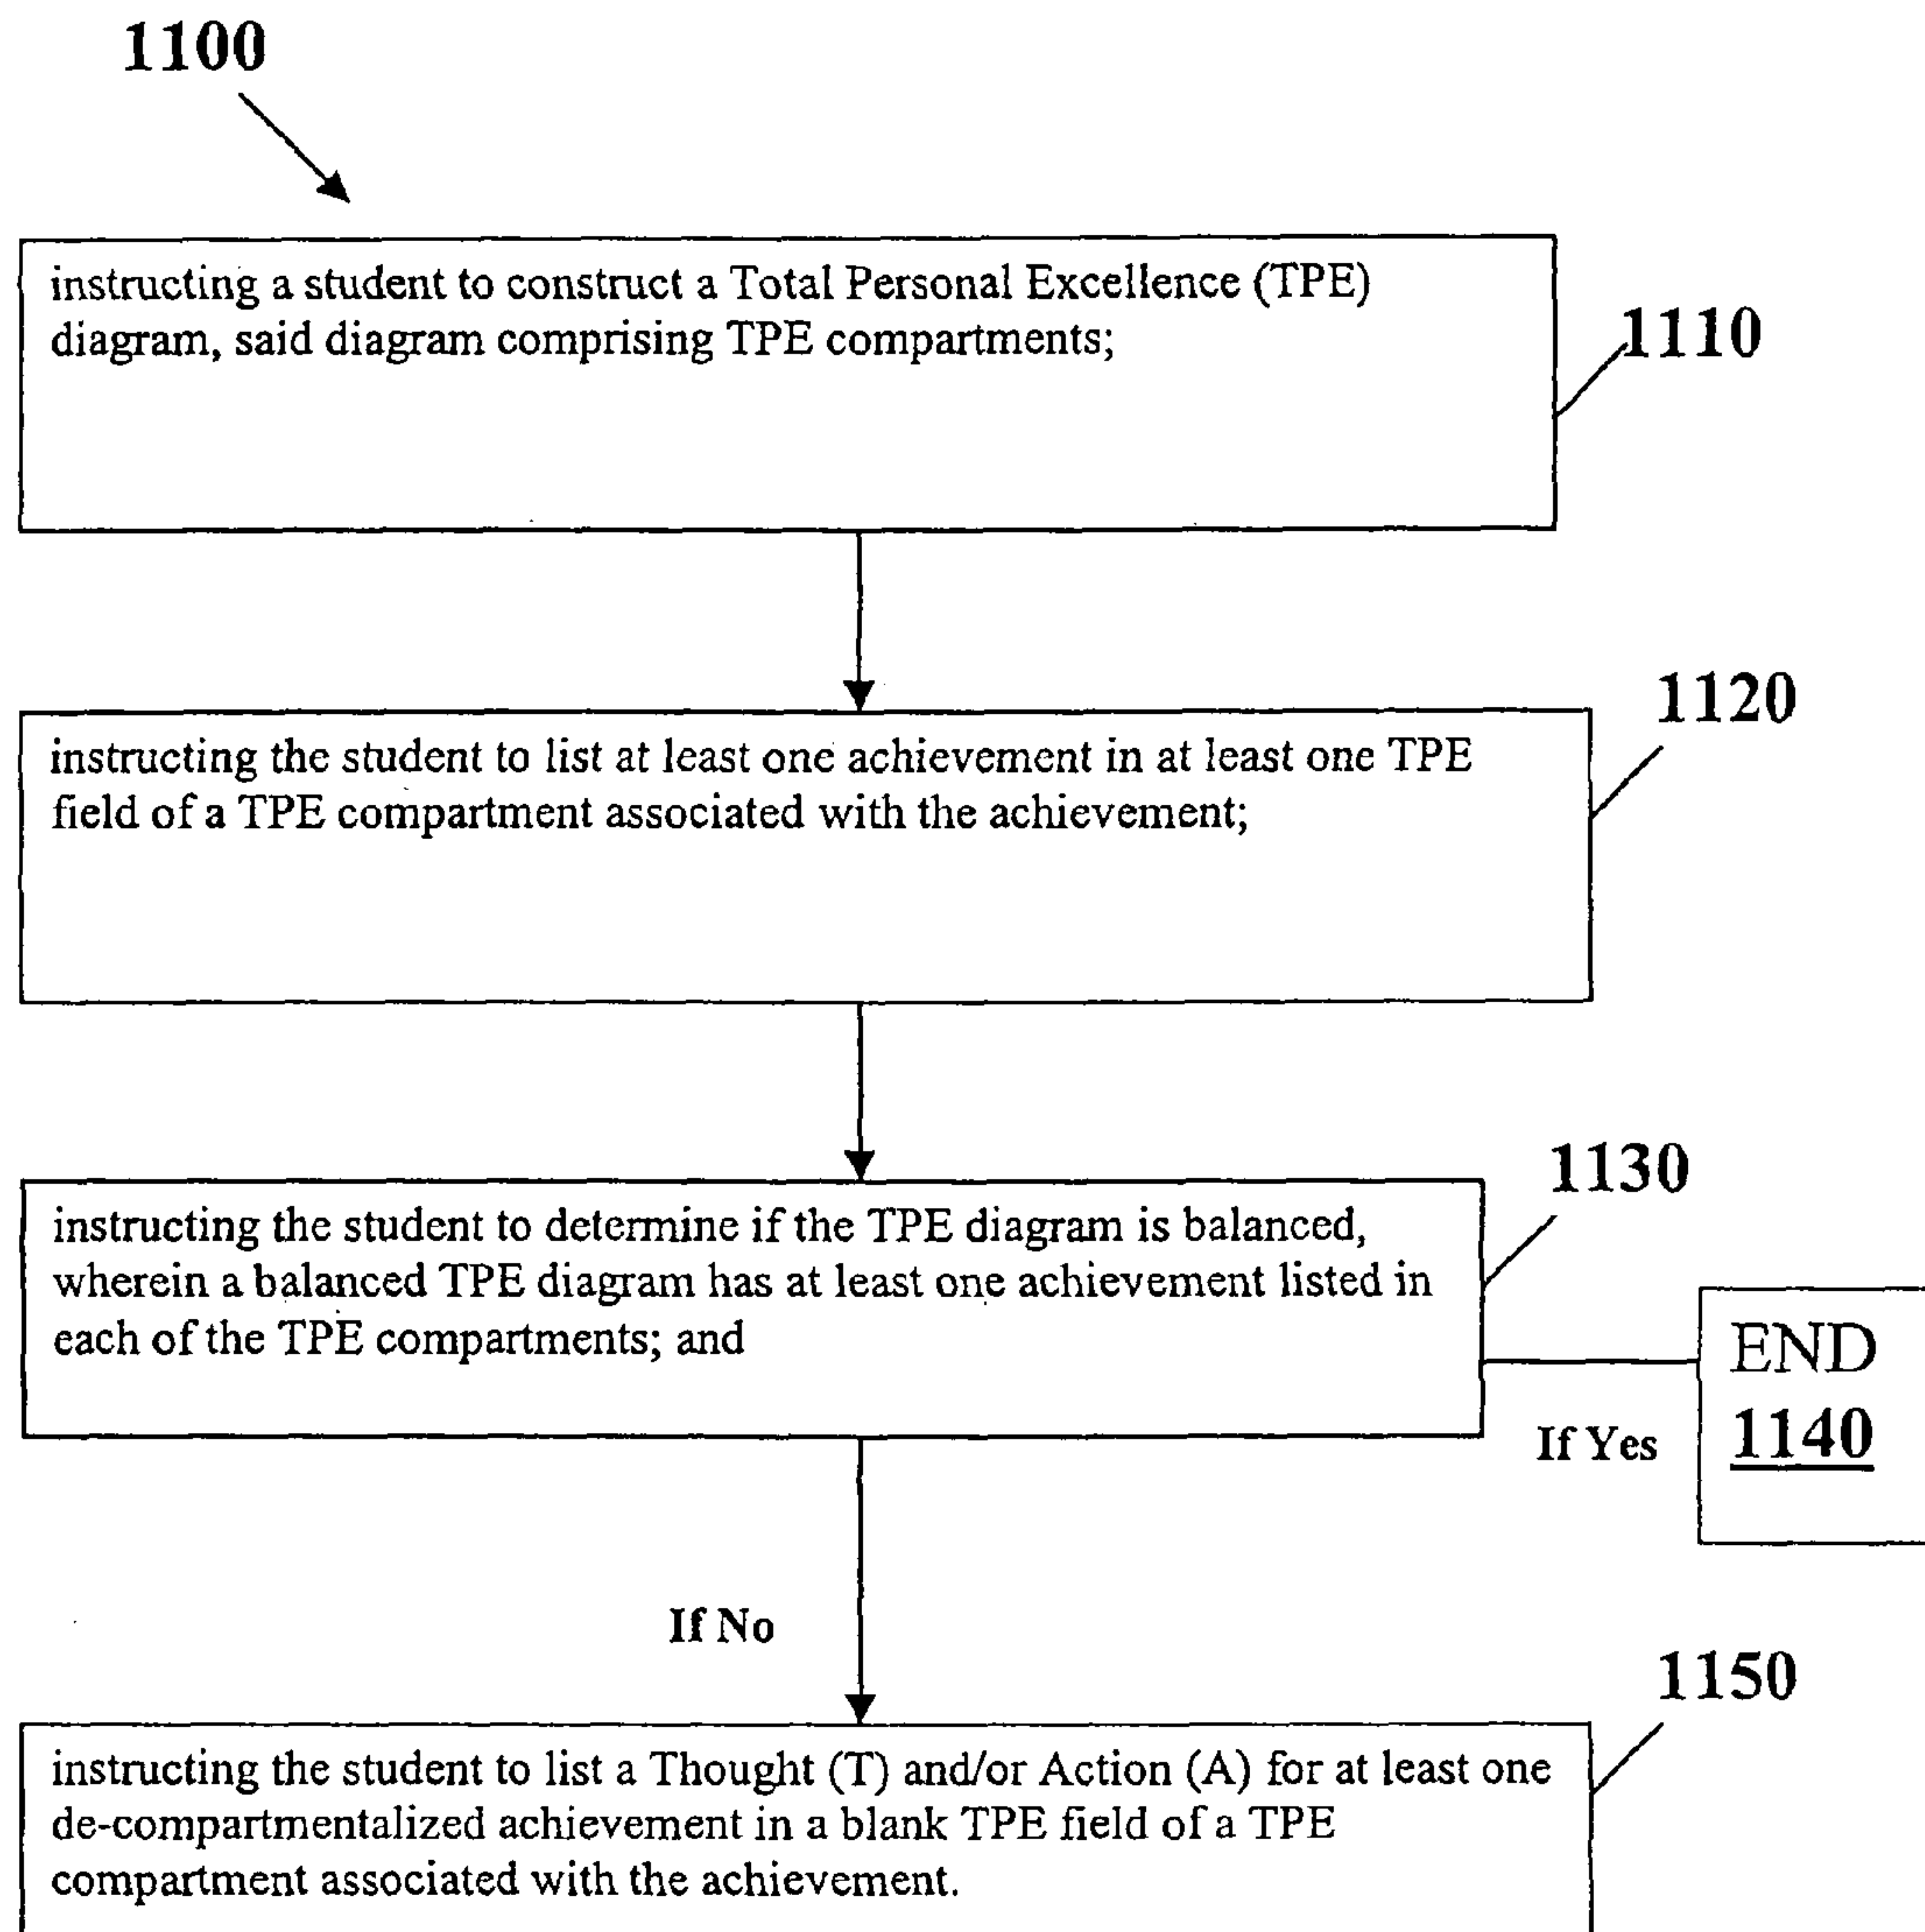 1100
instructing a student to construct a Total Personal Excellence (TPE)
diagram, said diagram comprising TPE compartments;
1110
1120
instructing the student to list at least one achievement in at least one TPE
field of a TPE compartment associated with the achievement;
1130
instructing the student to determine if the TPE diagram is balanced,
wherein a balanced TPE diagram has at least one achievement listed in
each of the TPE compartments; and
END
1140
If Yes
If No
1150
instructing the student to list a Thought (T) and/or Action (A) for at least one
de-compartmentalized achievement in a blank TPE field of a TPE
compartment associated with the achievement.